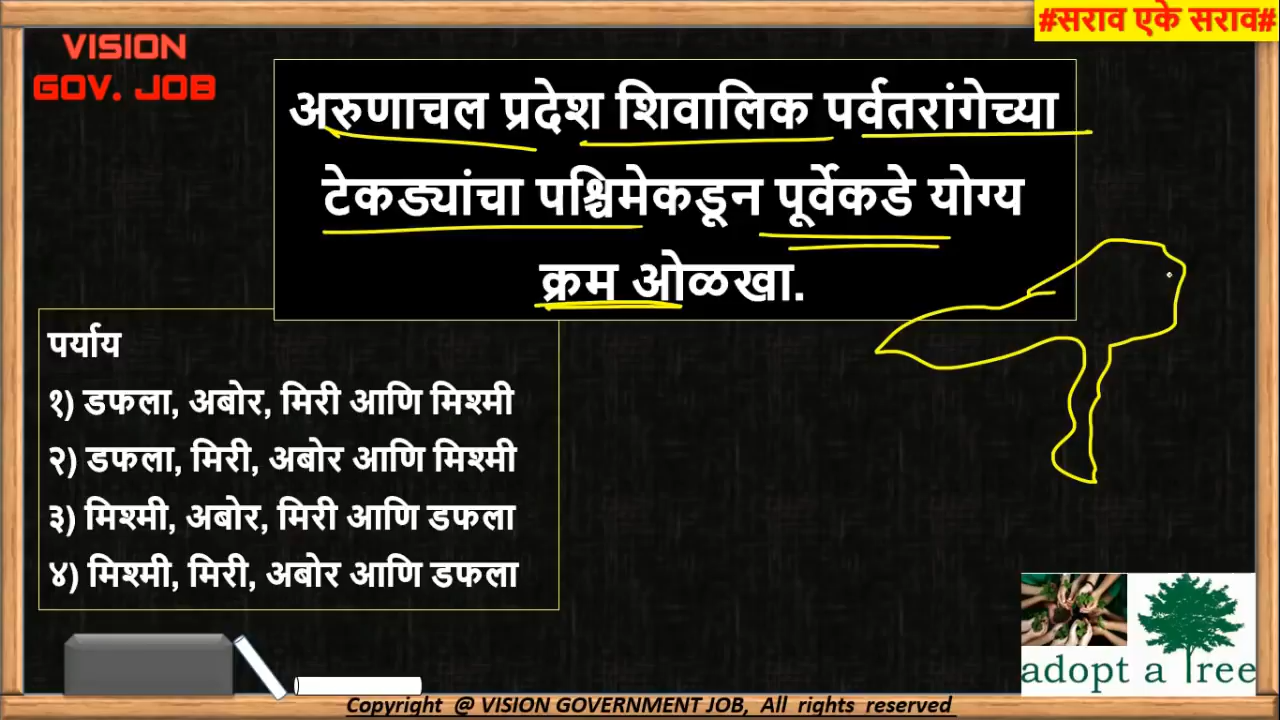 #सराव एके सराव#
VISION
GOV. JOB
अरुणाचल प्रदेश शिवालिक पर्वतरांगेच्या
टेकड्यांचा पश्चिमेकडून पूर्वेकडे योग्य
क्रम ओळखा.
पर्याय
१) डफला, अबोर, मिरी आणि मिश्मी
२) डफला, मिरी, अबोर आणि मिश्मी
३) मिश्मी, अबोर, मिरी आणि डफला
४) मिश्मी, मिरी, अबोर आणि डफला
adopt a Tree
Copyright @ VISION GOVERNMENT JOB, All rights reserved